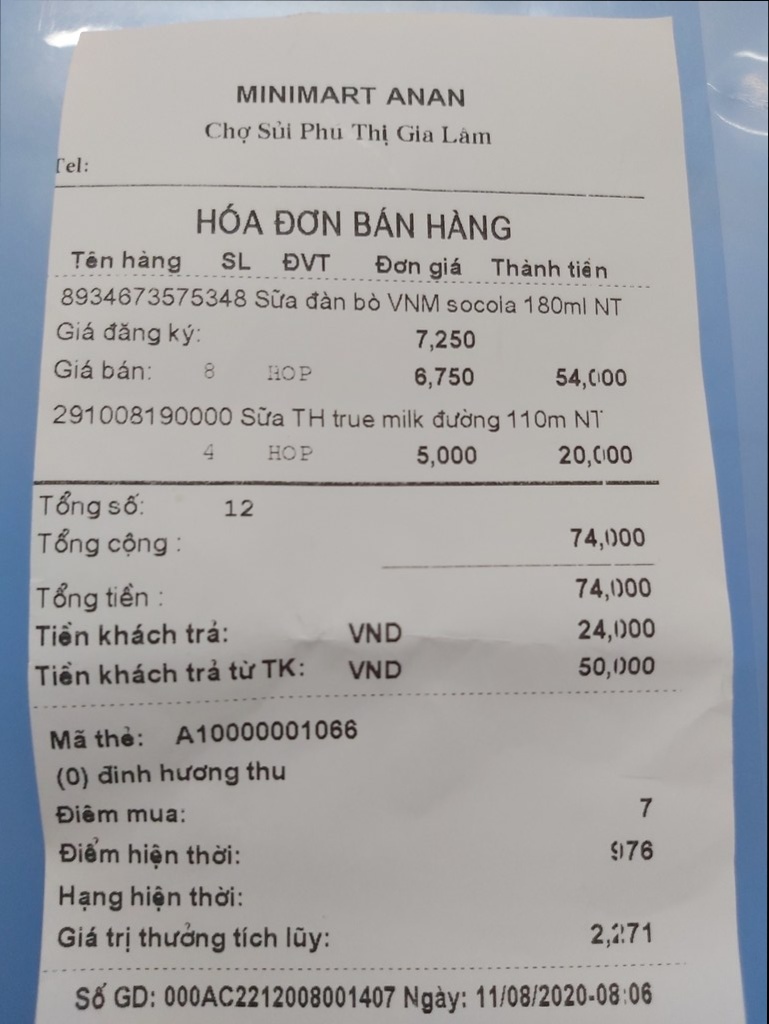 MINIMART ANAN
Chợ Sủi Phú Thị Gia Lâm
Tel:
HÓA ĐƠN BÁN HÀNG
Tên hàng SL ĐVT Đơn giá Thành tiền
8934673575348 Sữa đàn bò VNM socola 180ml NT
Giá đăng ký: 7,250
Giá bán: 8 HOP 6,750 54,000
291008190000 Sữa TH true milk đường 110m NT
4 HOP 5,000 20,000
Tổng số: 12
Tổng cộng : 74,000
Tổng tiền : 74,000
Tiền khách trả: VND 24,000
Tiền khách trả từ TK: VND 50,000
Mã thẻ: A10000001066
(0) đinh hương thu
Điểm mua: 7
Điểm hiện thời: 976
Hạng hiện thời:
Giá trị thưởng tích lũy: 2,271
Số GD: 000AC2212008001407 Ngày: 11/08/2020-08:06